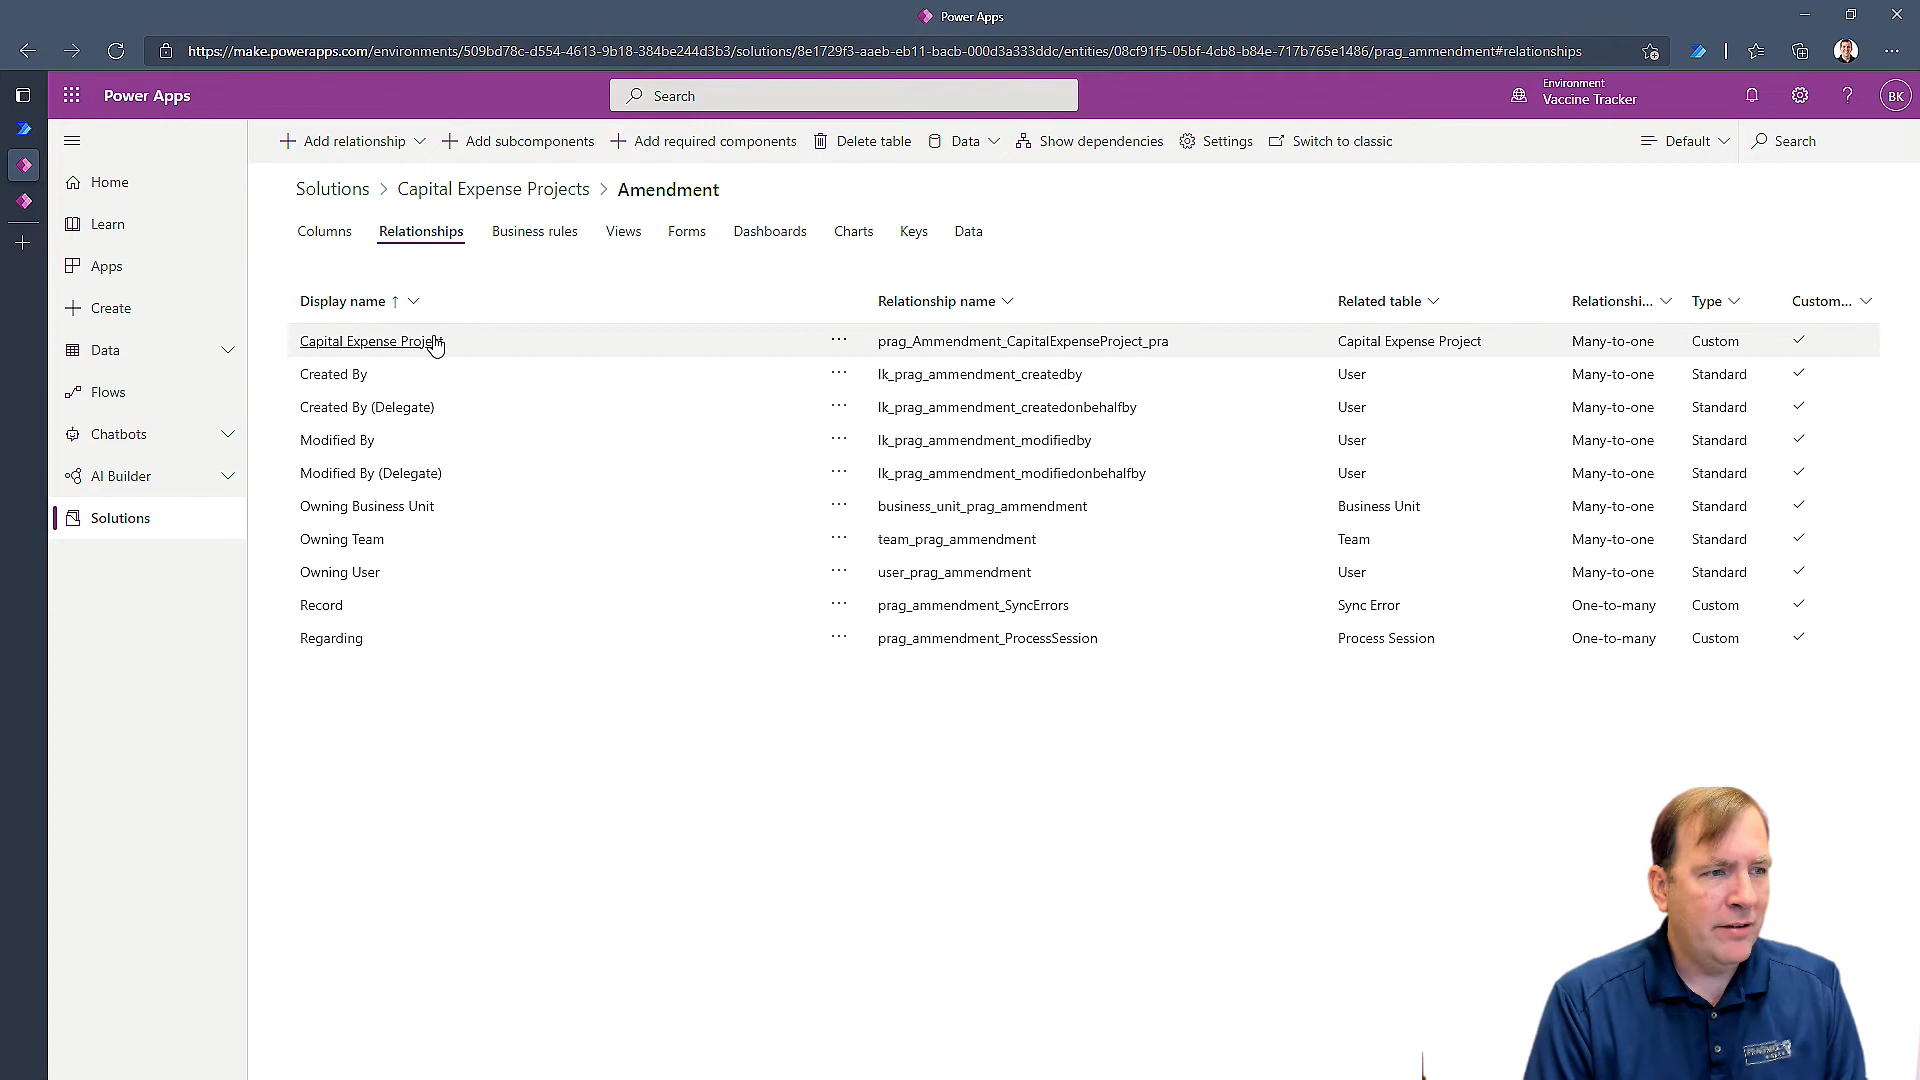 Power Apps
https://make.powerapps.com/environments/509bd78c-d554-4613-9b18-384be244d3b3/solutions/8e1729f3-aaeb-eb11-bacb-000d3a333ddc/entities/08cf91f5-05bf-4cb8-b84e-717b765e1486/prag_ammendment#relationships
Power Apps
Search
Environment
Vaccine Tracker
BK
Add relationship
Add subcomponents
Add required components
Delete table
Data
Show dependencies
Settings
Switch to classic
Default
Search
Home
Learn
Apps
Create
Data
Flows
Chatbots
AI Builder
Solutions
Solutions > Capital Expense Projects > Amendment
Columns Relationships Business rules Views Forms Dashboards Charts Keys Data
Display name ↑ Relationship name Related table Relationshi... Type Custom...
Capital Expense Project ... prag_Ammendment_CapitalExpenseProject_pra Capital Expense Project Many-to-one Custom
Created By ... lk_prag_ammendment_createdby User Many-to-one Standard
Created By (Delegate) ... lk_prag_ammendment_createdonbehalfby User Many-to-one Standard
Modified By ... lk_prag_ammendment_modifiedby User Many-to-one Standard
Modified By (Delegate) ... lk_prag_ammendment_modifiedonbehalfby User Many-to-one Standard
Owning Business Unit ... business_unit_prag_ammendment Business Unit Many-to-one Standard
Owning Team ... team_prag_ammendment Team Many-to-one Standard
Owning User ... user_prag_ammendment User Many-to-one Standard
Record ... prag_ammendment_SyncErrors Sync Error One-to-many Custom
Regarding ... prag_ammendment_ProcessSession Process Session One-to-many Custom